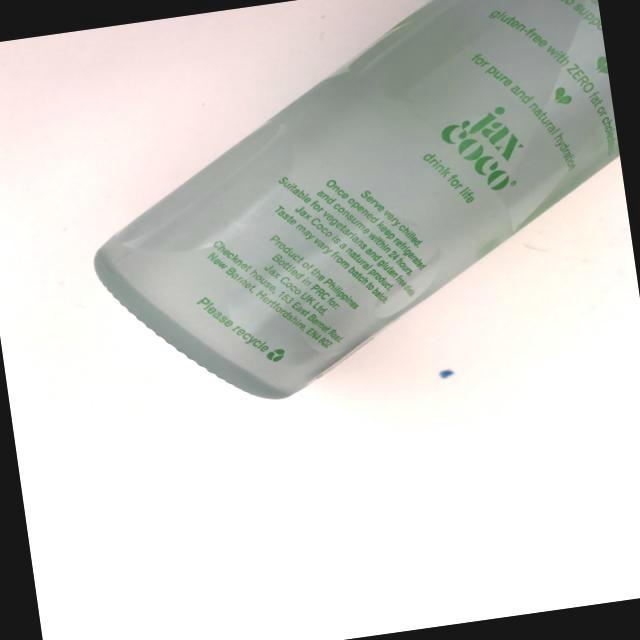 to supp
gluten-free with ZERO fat or
for pure and natural hydration
jax
coco
drink for life
Serve very chilled.
Once opened keep refrigerated
and consume within 24 hours.
Suitable for vegetarians and
Jax Coco is a natural product.
Taste may vary from batch to batch.
Product of the Philippines
Bottled in PRC for:
Jax Coco UK Ltd.
Checknet house, 153 East Barnet Road,
New Barnet, Hertfordshire, EN4 8QZ
Please recycle